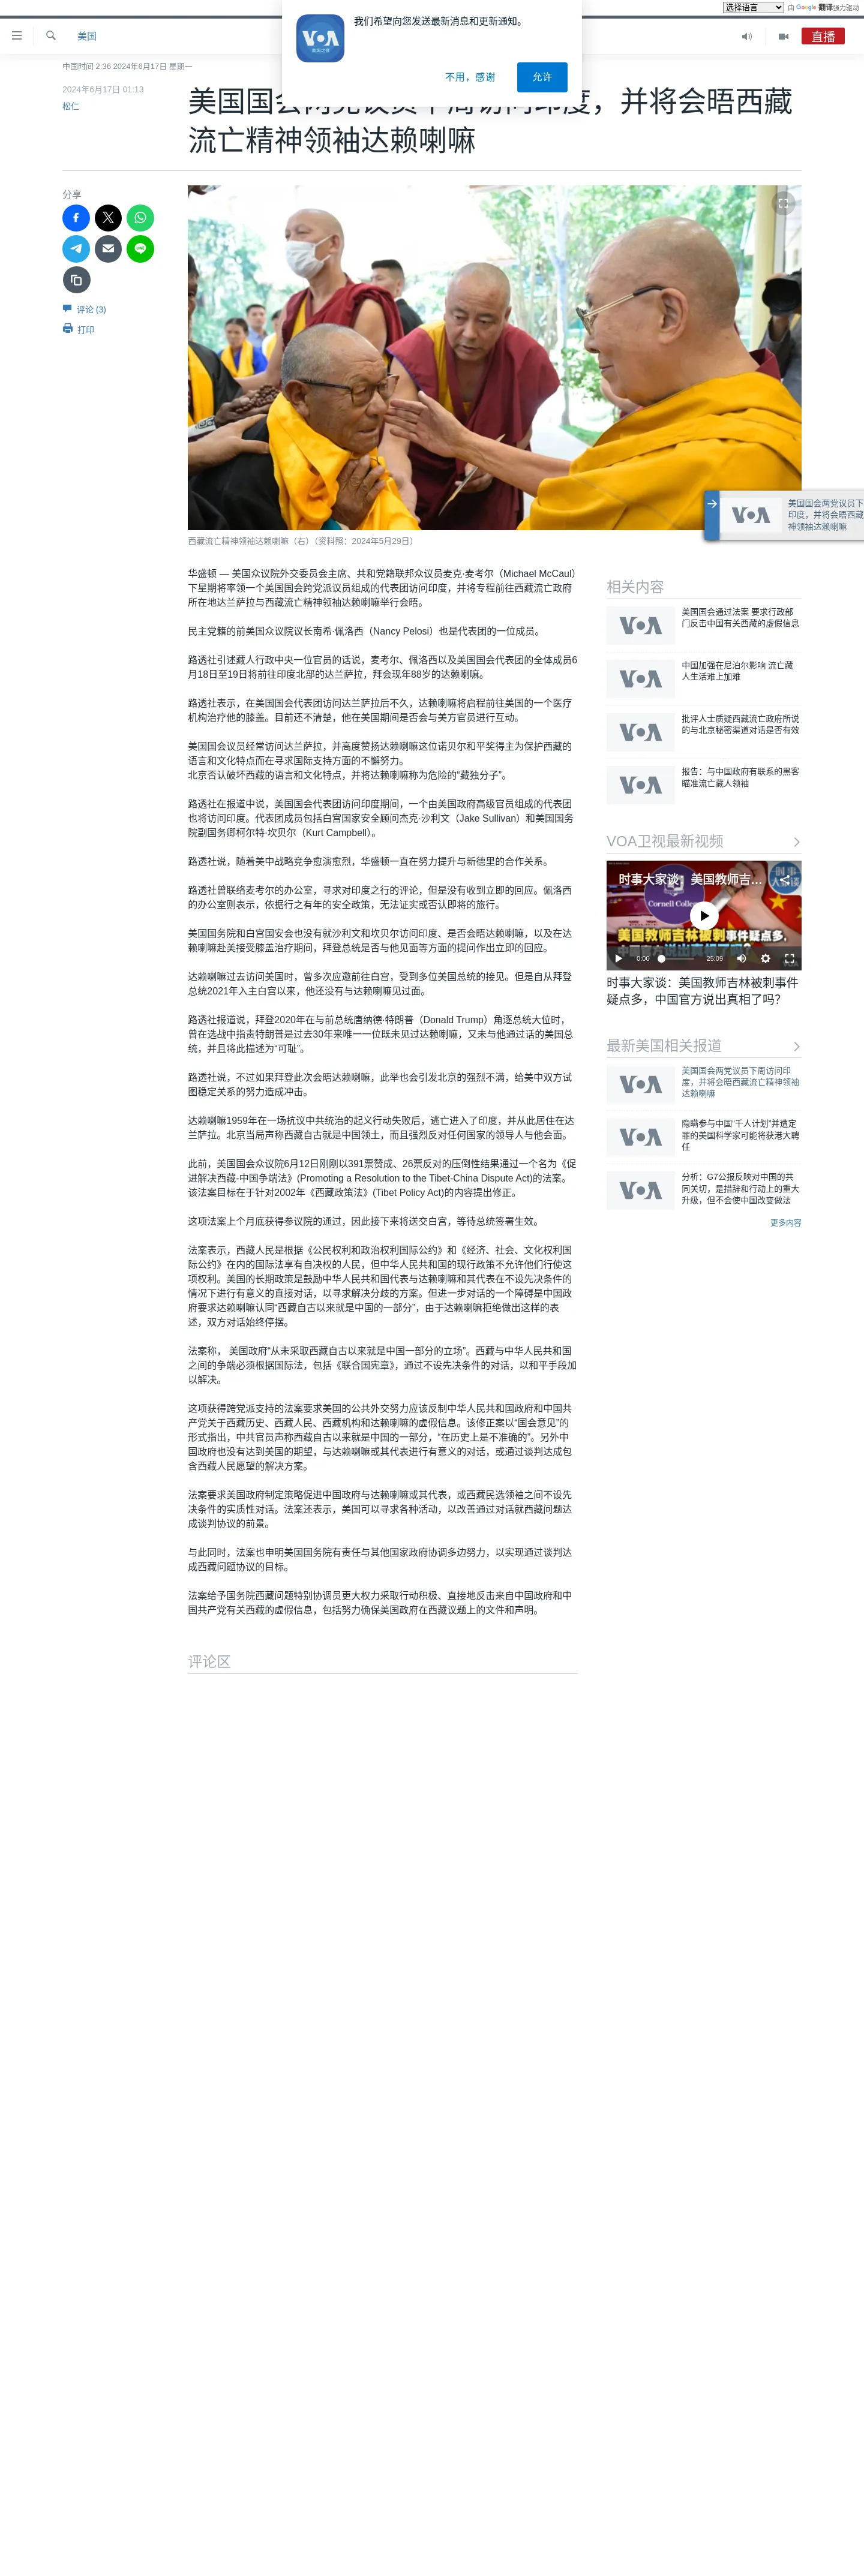 选择语言
由 Google 翻译强力驱动
我们希望向您发送最新消息和更新通知。
不用，感谢
允许
VOA
美国之音
美国
直播
中国时间 2:36 2024年6月17日 星期一
2024年6月17日 01:13
松仁
流亡精神领袖达赖喇嘛
分享
评论 (3)
打印
西藏流亡精神领袖达赖喇嘛（右）（资料照：2024年5月29日）
VOA
美国国会两党议员下
印度，并将会晤西藏
神领袖达赖喇嘛
华盛顿 — 美国众议院外交委员会主席、共和党籍联邦众议员麦克·麦考尔（Michael McCaul）
下星期将率领一个美国国会跨党派议员组成的代表团访问印度，并将专程前往西藏流亡政府
所在地达兰萨拉与西藏流亡精神领袖达赖喇嘛举行会晤。
民主党籍的前美国众议院议长南希·佩洛西（Nancy Pelosi）也是代表团的一位成员。
路透社引述藏人行政中央一位官员的话说，麦考尔、佩洛西以及美国国会代表团的全体成员6
月18日至19日将前往印度北部的达兰萨拉，拜会现年88岁的达赖喇嘛。
路透社表示，在美国国会代表团访问达兰萨拉后不久，达赖喇嘛将启程前往美国的一个医疗
机构治疗他的膝盖。目前还不清楚，他在美国期间是否会与美方官员进行互动。
美国国会议员经常访问达兰萨拉，并高度赞扬达赖喇嘛这位诺贝尔和平奖得主为保护西藏的
语言和文化特点而在寻求国际支持方面的不懈努力。
北京否认破坏西藏的语言和文化特点，并将达赖喇嘛称为危险的“藏独分子”。
路透社在报道中说，美国国会代表团访问印度期间，一个由美国政府高级官员组成的代表团
也将访问印度。代表团成员包括白宫国家安全顾问杰克·沙利文（Jake Sullivan）和美国国务
院副国务卿柯尔特·坎贝尔（Kurt Campbell）。
路透社说，随着美中战略竞争愈演愈烈，华盛顿一直在努力提升与新德里的合作关系。
路透社曾联络麦考尔的办公室，寻求对印度之行的评论，但是没有收到立即的回应。佩洛西
的办公室则表示，依据行之有年的安全政策，无法证实或否认即将的旅行。
美国国务院和白宫国安会也没有就沙利文和坎贝尔访问印度、是否会晤达赖喇嘛，以及在达
赖喇嘛赴美接受膝盖治疗期间，拜登总统是否与他见面等方面的提问作出立即的回应。
达赖喇嘛过去访问美国时，曾多次应邀前往白宫，受到多位美国总统的接见。但是自从拜登
总统2021年入主白宫以来，他还没有与达赖喇嘛见过面。
路透社报道说，拜登2020年在与前总统唐纳德·特朗普（Donald Trump）角逐总统大位时，
曾在选战中指责特朗普是过去30年来唯一一位既未见过达赖喇嘛，又未与他通过话的美国总
统，并且将此描述为“可耻”。
路透社说，不过如果拜登此次会晤达赖喇嘛，此举也会引发北京的强烈不满，给美中双方试
图稳定关系的努力造成冲击。
达赖喇嘛1959年在一场抗议中共统治的起义行动失败后，逃亡进入了印度，并从此居住在达
兰萨拉。北京当局声称西藏自古就是中国领土，而且强烈反对任何国家的领导人与他会面。
此前，美国国会众议院6月12日刚刚以391票赞成、26票反对的压倒性结果通过一个名为《促
进解决西藏-中国争端法》(Promoting a Resolution to the Tibet-China Dispute Act)的法案。
该法案目标在于针对2002年《西藏政策法》(Tibet Policy Act)的内容提出修正。
这项法案上个月底获得参议院的通过，因此接下来将送交白宫，等待总统签署生效。
法案表示，西藏人民是根据《公民权利和政治权利国际公约》和《经济、社会、文化权利国
际公约》在内的国际法享有自决权的人民，但中华人民共和国的现行政策不允许他们行使这
项权利。美国的长期政策是鼓励中华人民共和国代表与达赖喇嘛和其代表在不设先决条件的
情况下进行有意义的直接对话，以寻求解决分歧的方案。但进一步对话的一个障碍是中国政
府要求达赖喇嘛认同“西藏自古以来就是中国的一部分”，由于达赖喇嘛拒绝做出这样的表
述，双方对话始终停摆。
法案称， 美国政府“从未采取西藏自古以来就是中国一部分的立场”。西藏与中华人民共和国
之间的争端必须根据国际法，包括《联合国宪章》，通过不设先决条件的对话，以和平手段加
以解决。
这项获得跨党派支持的法案要求美国的公共外交努力应该反制中华人民共和国政府和中国共
产党关于西藏历史、西藏人民、西藏机构和达赖喇嘛的虚假信息。该修正案以“国会意见”的
形式指出，中共官员声称西藏自古以来就是中国的一部分，“在历史上是不准确的”。另外中
国政府也没有达到美国的期望，与达赖喇嘛或其代表进行有意义的对话，或通过谈判达成包
含西藏人民愿望的解决方案。
法案要求美国政府制定策略促进中国政府与达赖喇嘛或其代表，或西藏民选领袖之间不设先
决条件的实质性对话。法案还表示，美国可以寻求各种活动，以改善通过对话就西藏问题达
成谈判协议的前景。
与此同时，法案也申明美国国务院有责任与其他国家政府协调多边努力，以实现通过谈判达
成西藏问题协议的目标。
法案给予国务院西藏问题特别协调员更大权力采取行动积极、直接地反击来自中国政府和中
国共产党有关西藏的虚假信息，包括努力确保美国政府在西藏议题上的文件和声明。
评论区
相关内容
VOA
美国国会通过法案 要求行政部
门反击中国有关西藏的虚假信息
VOA
中国加强在尼泊尔影响 流亡藏
人生活难上加难
VOA
批评人士质疑西藏流亡政府所说
的与北京秘密渠道对话是否有效
VOA
报告：与中国政府有联系的黑客
瞄准流亡藏人领袖
VOA卫视最新视频
时事大家谈：美国教师吉...
Cornell College
美国教师吉林被刺事件疑点多，
0:00
25:09
时事大家谈：美国教师吉林被刺事件
疑点多，中国官方说出真相了吗？
最新美国相关报道
VOA
美国国会两党议员下周访问印
度，并将会晤西藏流亡精神领袖
达赖喇嘛
VOA
隐瞒参与中国“千人计划”并遭定
罪的美国科学家可能将获港大聘
任
VOA
分析：G7公报反映对中国的共
同关切，是措辞和行动上的重大
升级，但不会使中国改变做法
更多内容